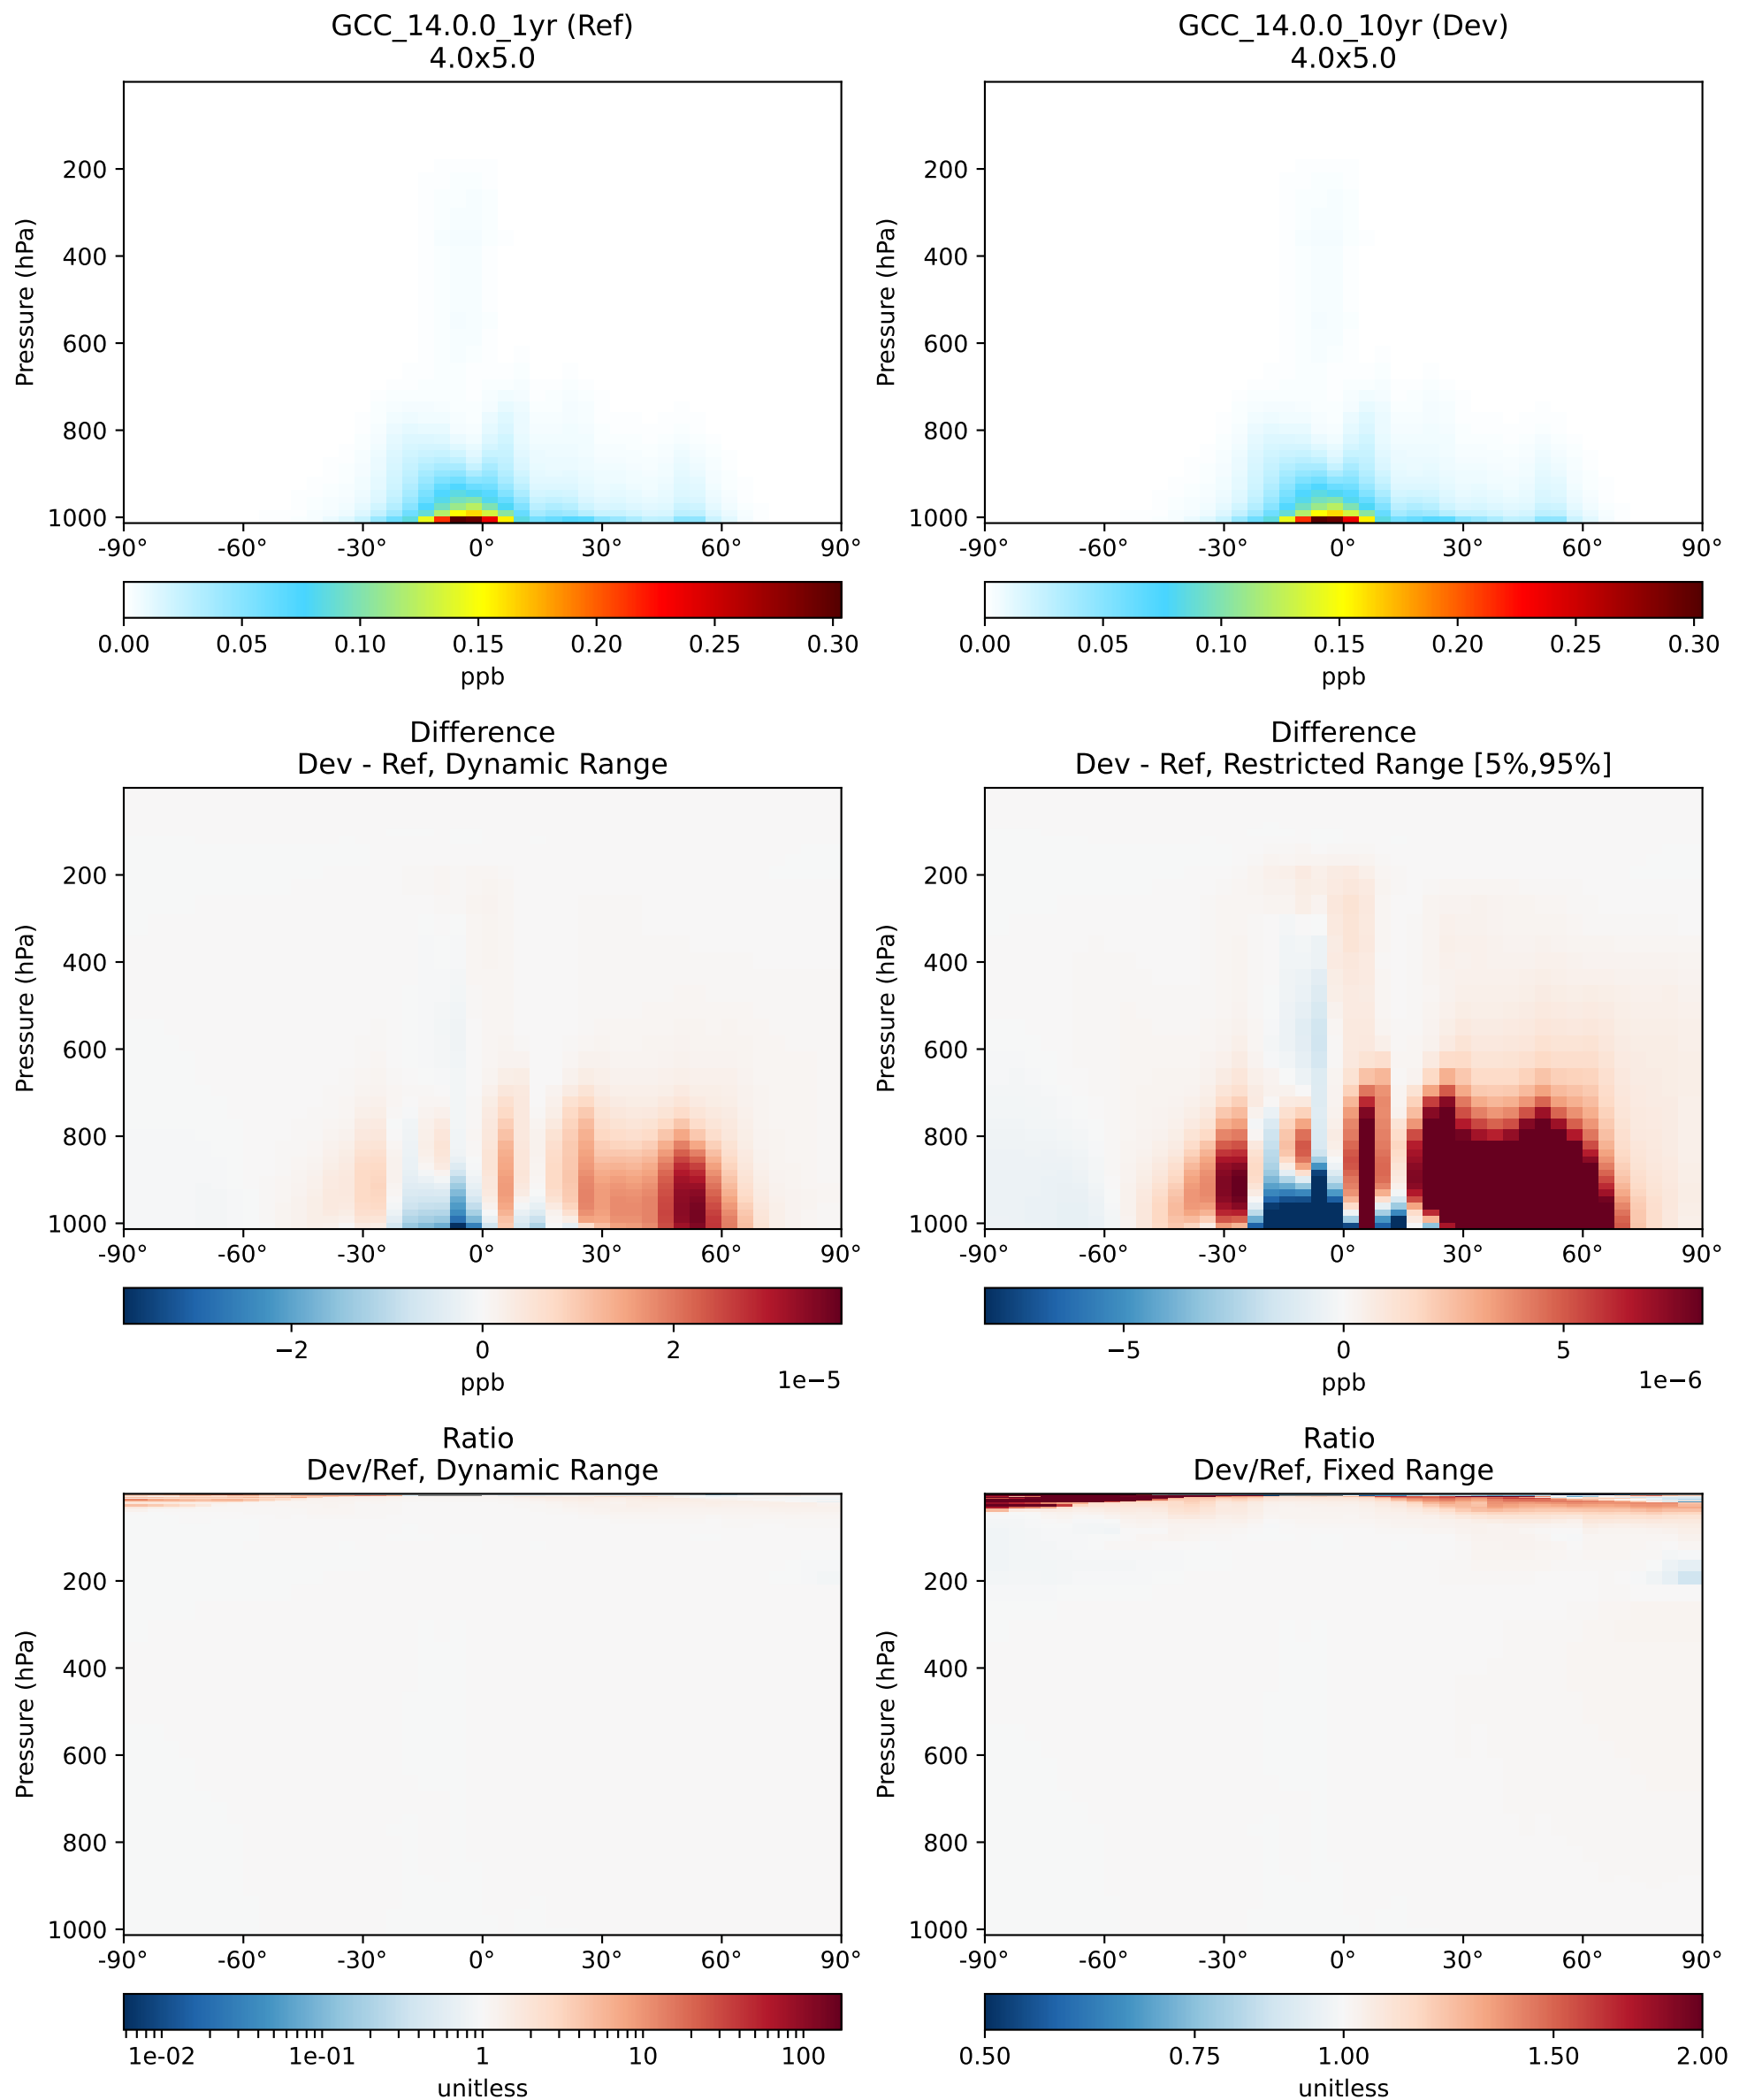 GCC_14.0.0_1yr (Ref)
4.0x5.0
Pressure (hPa)
200
400
600
800
1000
-90° -60° -30° 0° 30° 60° 90°
0.00 0.05 0.10 0.15 0.20 0.25 0.30
ppb
GCC_14.0.0_10yr (Dev)
4.0x5.0
Pressure (hPa)
200
400
600
800
1000
-90° -60° -30° 0° 30° 60° 90°
0.00 0.05 0.10 0.15 0.20 0.25 0.30
ppb
Difference
Dev - Ref, Dynamic Range
Pressure (hPa)
200
400
600
800
1000
-90° -60° -30° 0° 30° 60° 90°
−2 0 2
ppb 1e−5
Difference
Dev - Ref, Restricted Range [5%,95%]
Pressure (hPa)
200
400
600
800
1000
-90° -60° -30° 0° 30° 60° 90°
−5 0 5
ppb 1e−6
Ratio
Dev/Ref, Dynamic Range
Pressure (hPa)
200
400
600
800
1000
-90° -60° -30° 0° 30° 60° 90°
1e-02 1e-01 1 10 100
unitless
Ratio
Dev/Ref, Fixed Range
Pressure (hPa)
200
400
600
800
1000
-90° -60° -30° 0° 30° 60° 90°
0.50 0.75 1.00 1.50 2.00
unitless